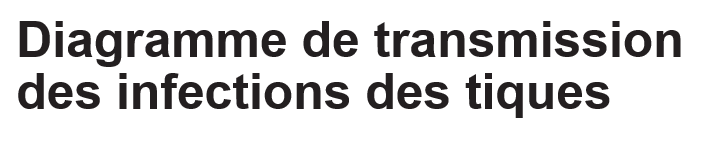 Diagramme de transmission
des infections des tiques